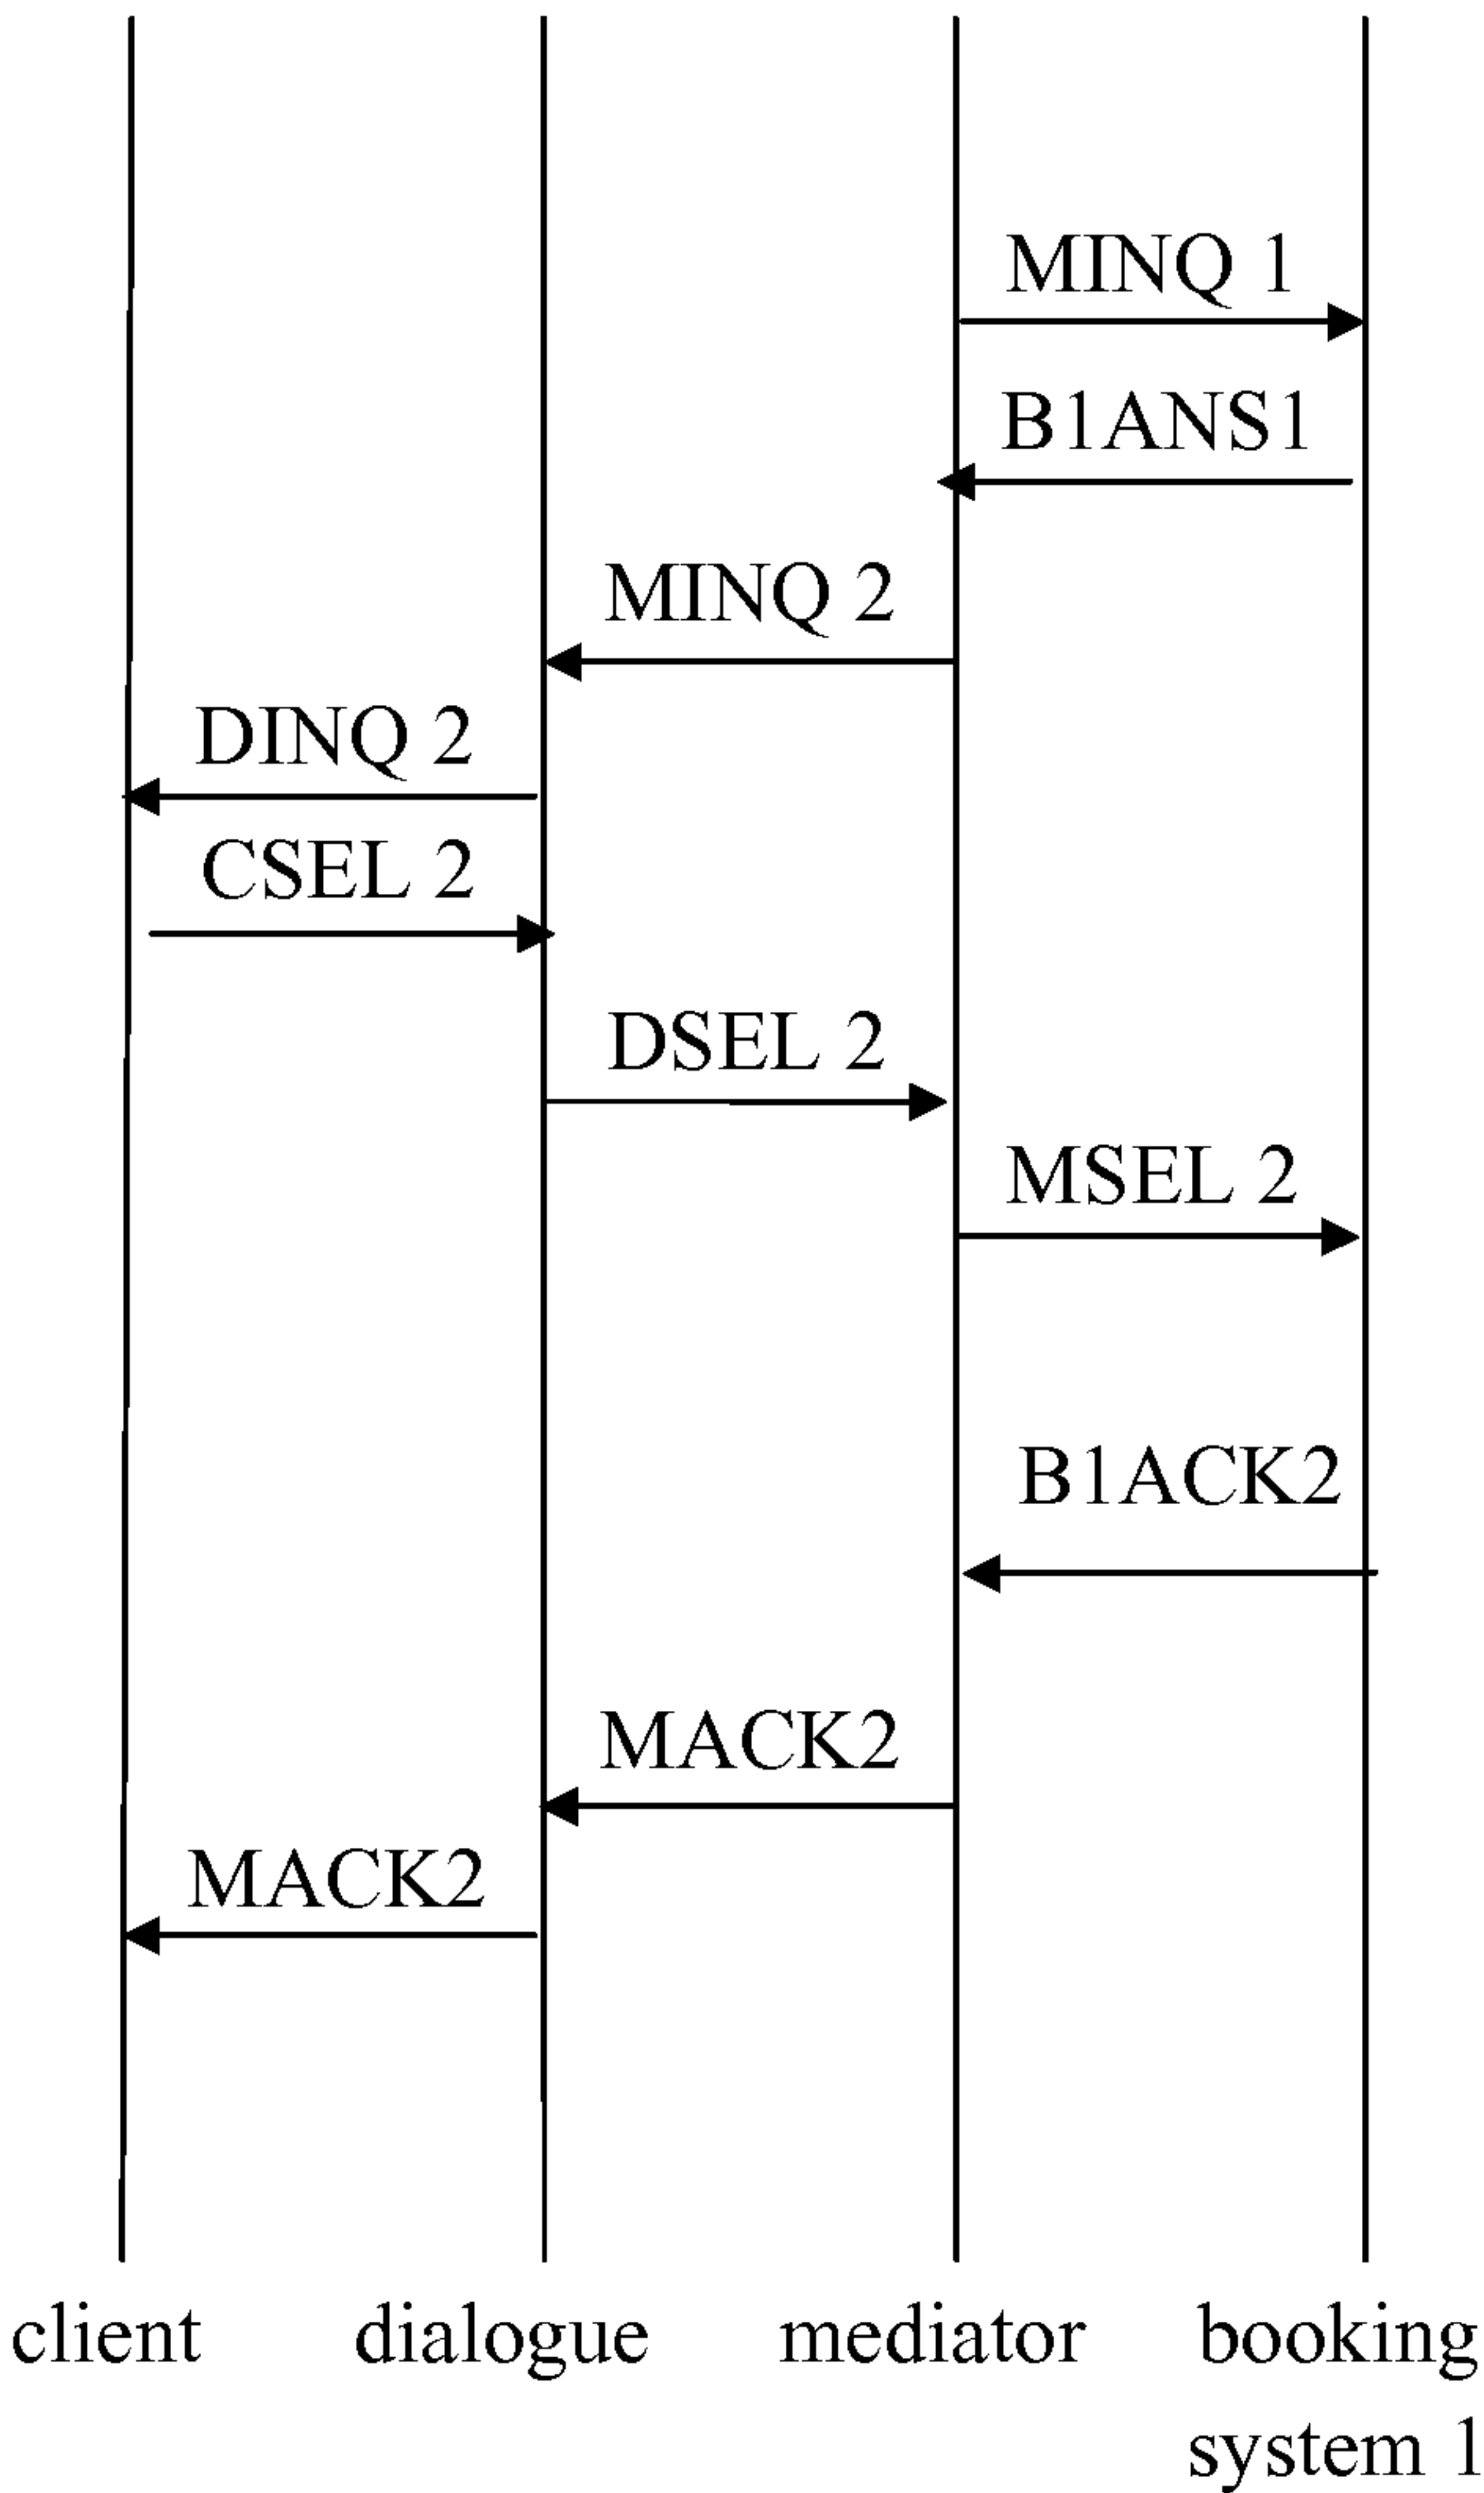 MINQ 1
B1ANS1
MINQ 2
DINQ 2
CSEL 2
DSEL 2
MSEL 2
B1ACK2
MACK2
MACK2
client dialogue mediator booking
system 1